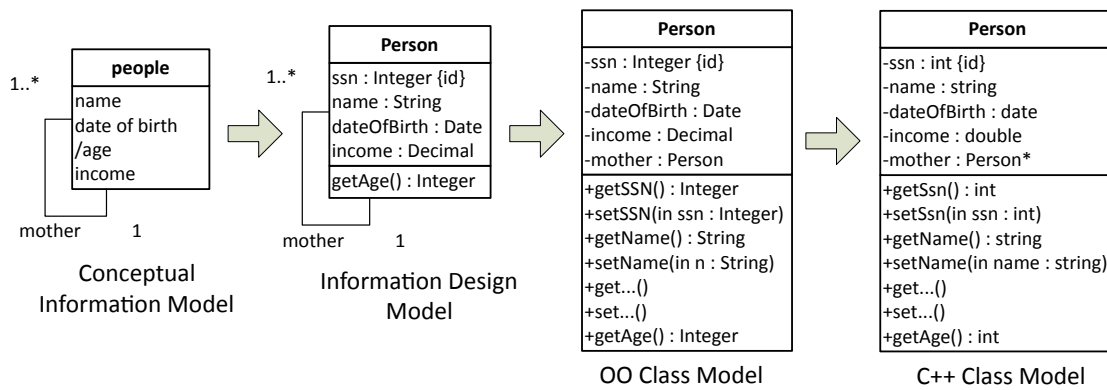 people
name
date of birth
/age
income
1..*
mother
1
Conceptual
Information Model
Person
ssn : Integer {id}
name : String
dateOfBirth : Date
income : Decimal
getAge() : Integer
1..*
mother
1
Information Design
Model
Person
-ssn : Integer {id}
-name : String
-dateOfBirth : Date
-income : Decimal
-mother : Person
+getSSN() : Integer
+setSSN(in ssn : Integer)
+getName() : String
+setName(in n : String)
+get...()
+set...()
+getAge() : Integer
OO Class Model
Person
-ssn : int {id}
-name : string
-dateOfBirth : date
-income : double
-mother : Person*
+getSsn() : int
+setSsn(in ssn : int)
+getName() : string
+setName(in name : string)
+get...()
+set...()
+getAge() : int
C++ Class Model